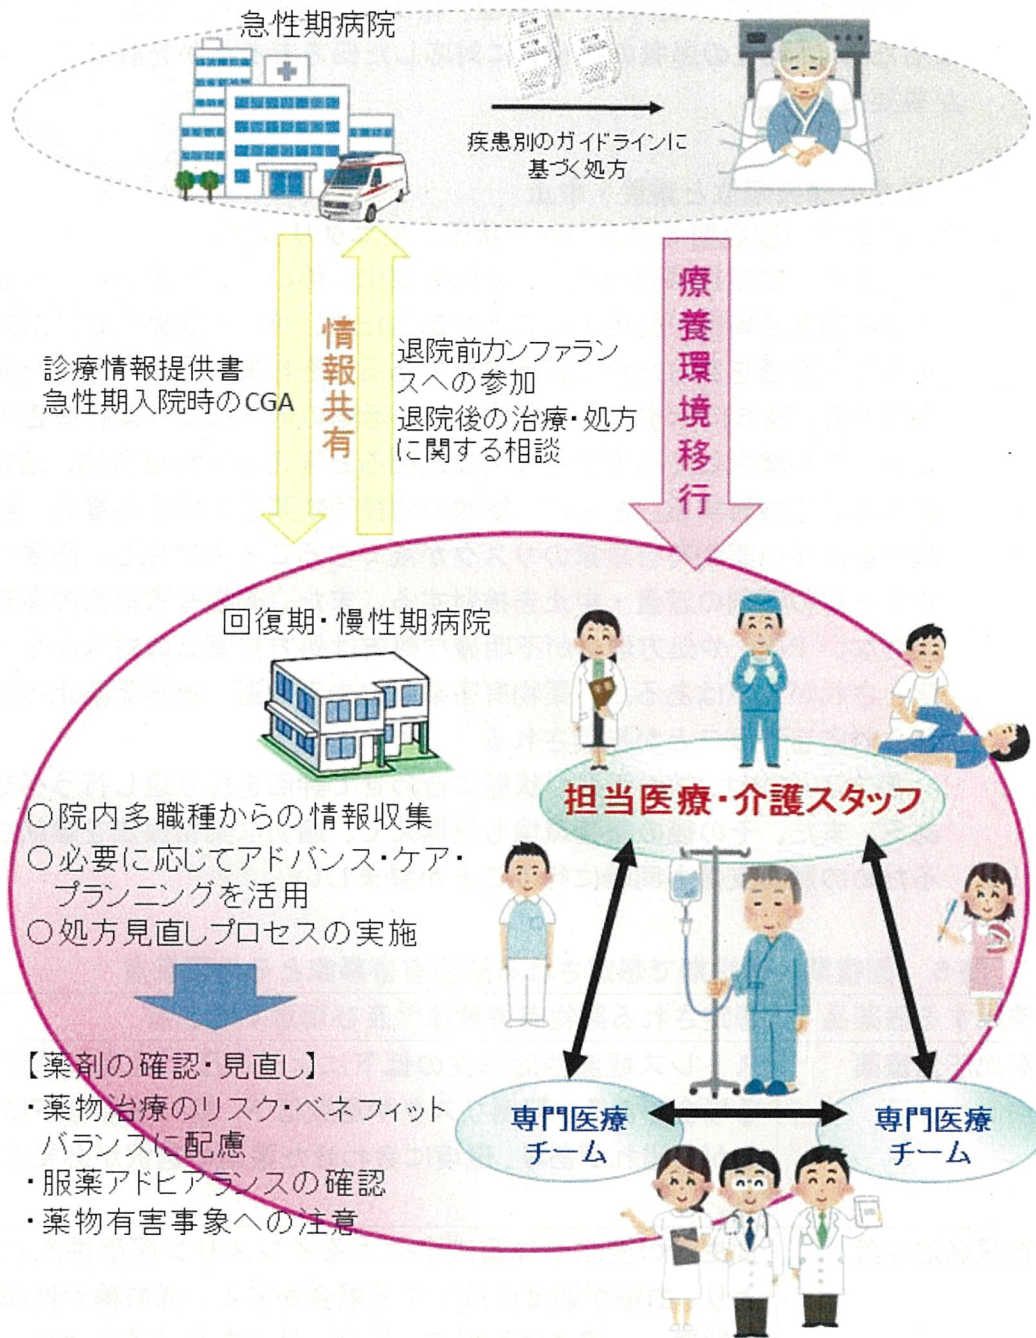 急性期病院
疾患別のガイドラインに
基づく処方
療養環境移行
情報共有
診療情報提供書
急性期入院時のCGA
退院前カンファラン
スへの参加
退院後の治療・処方
に関する相談
回復期・慢性期病院
○院内多職種からの情報収集
○必要に応じてアドバンス・ケア・
プランニングを活用
○処方見直しプロセスの実施
担当医療・介護スタッフ
【薬剤の確認・見直し】
・薬物治療のリスク・ベネフィット
バランスに配慮
・服薬アドヒアランスの確認
・薬物有害事象への注意
専門医療
チーム
専門医療
チーム